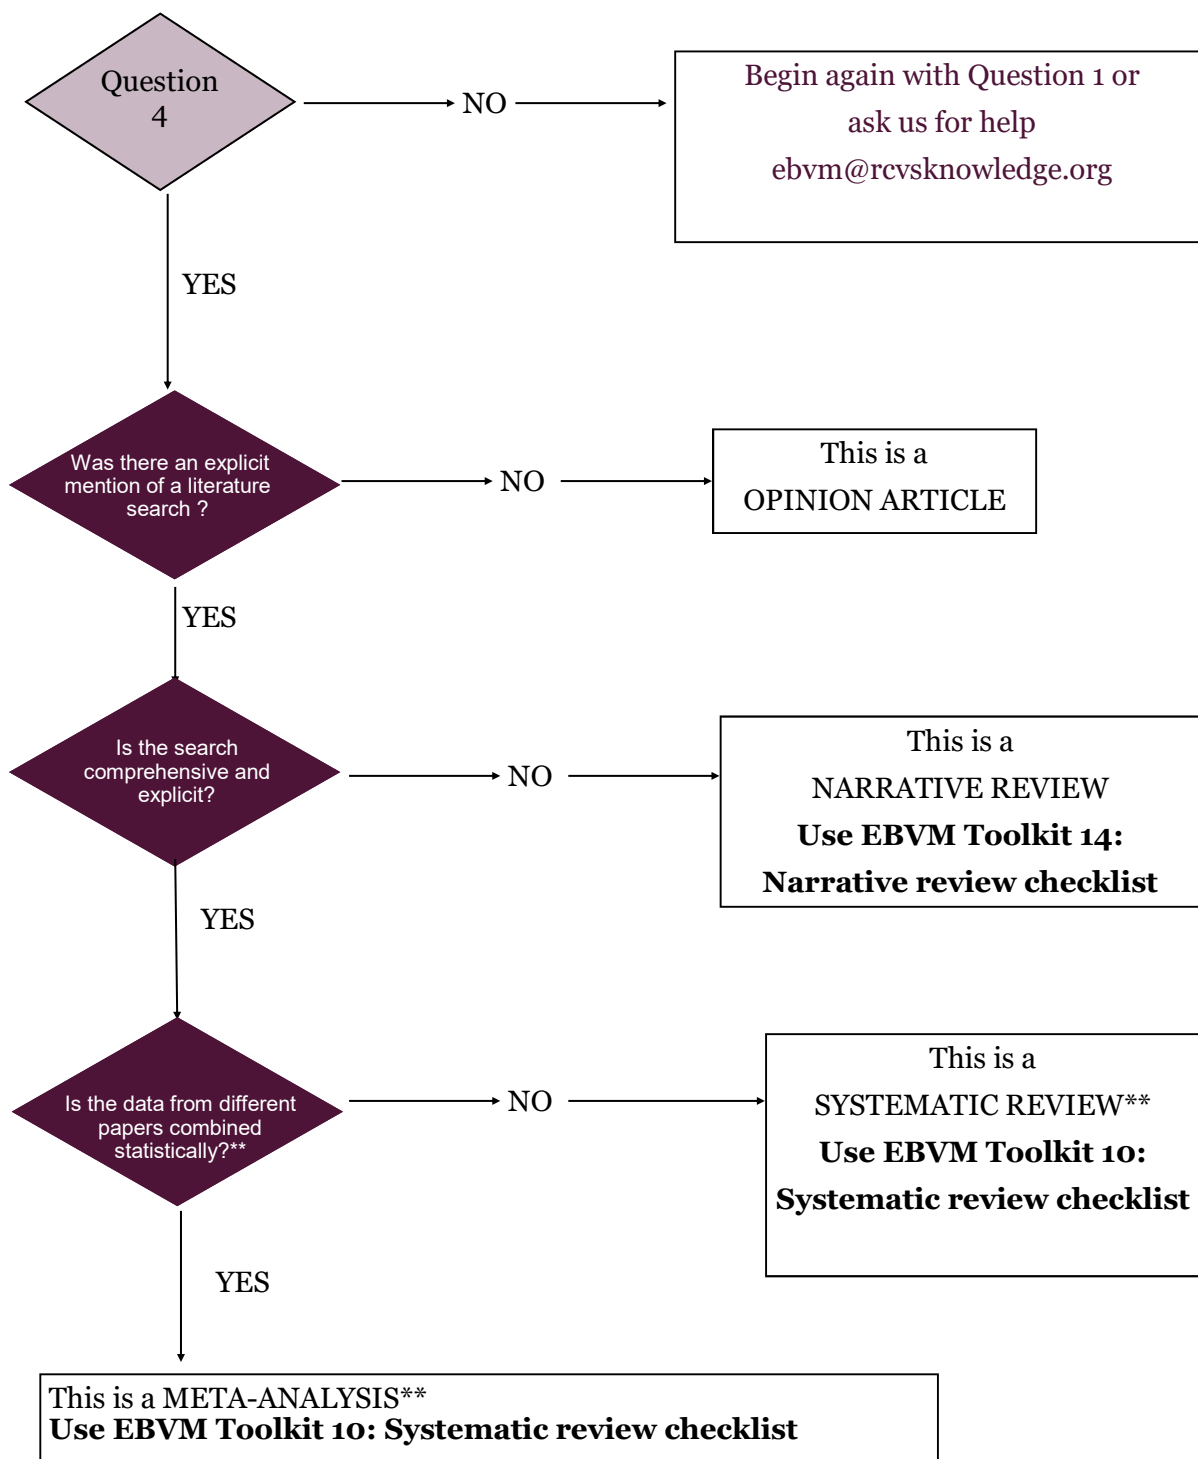 Question
4
NO
Begin again with Question 1 or
ask us for help
ebvm@rcvsknowledge.org
YES
Was there an explicit
mention of a literature
search ?
NO
This is a
OPINION ARTICLE
YES
Is the search
comprehensive and
explicit?
NO
This is a
NARRATIVE REVIEW
Use EBVM Toolkit 14:
Narrative review checklist
YES
Is the data from different
papers combined
statistically?**
NO
This is a
SYSTEMATIC REVIEW**
Use EBVM Toolkit 10:
Systematic review checklist
YES
This is a META-ANALYSIS**
Use EBVM Toolkit 10: Systematic review checklist